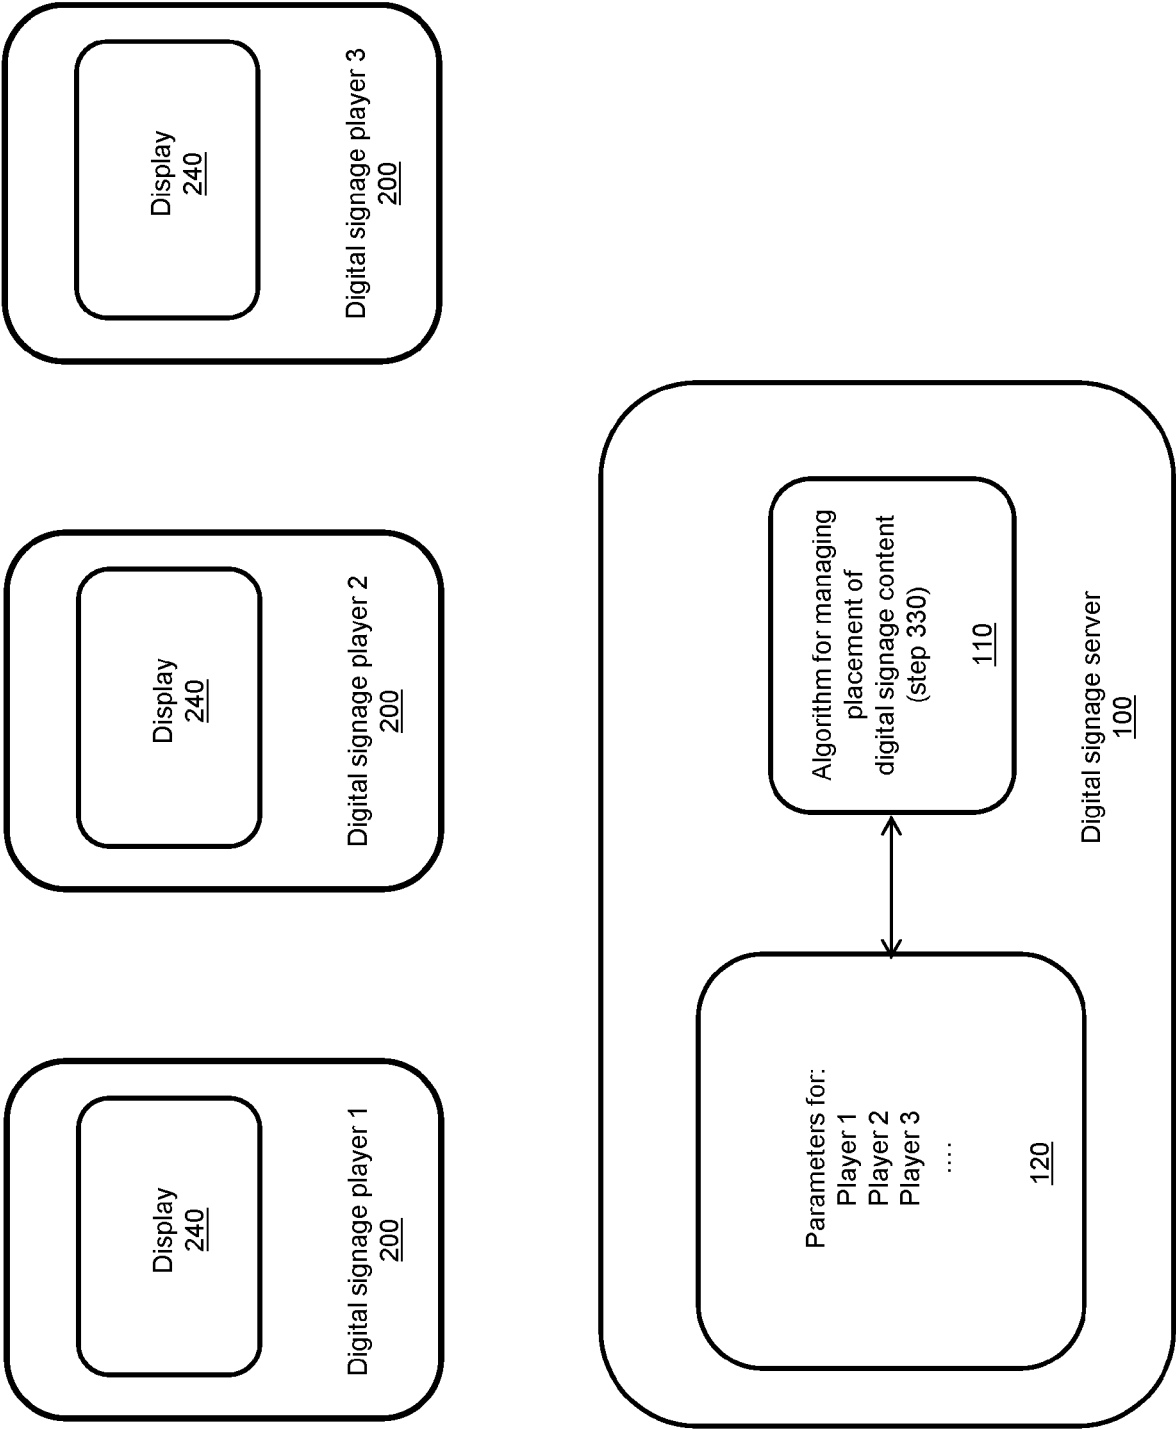 Display
240
Digital signage player 1
200
Display
240
Digital signage player 2
200
Display
240
Digital signage player 3
200
Parameters for:
Player 1
Player 2
Player 3
....
120
Algorithm for managing
placement of
digital signage content
(step 330)
110
Digital signage server
100